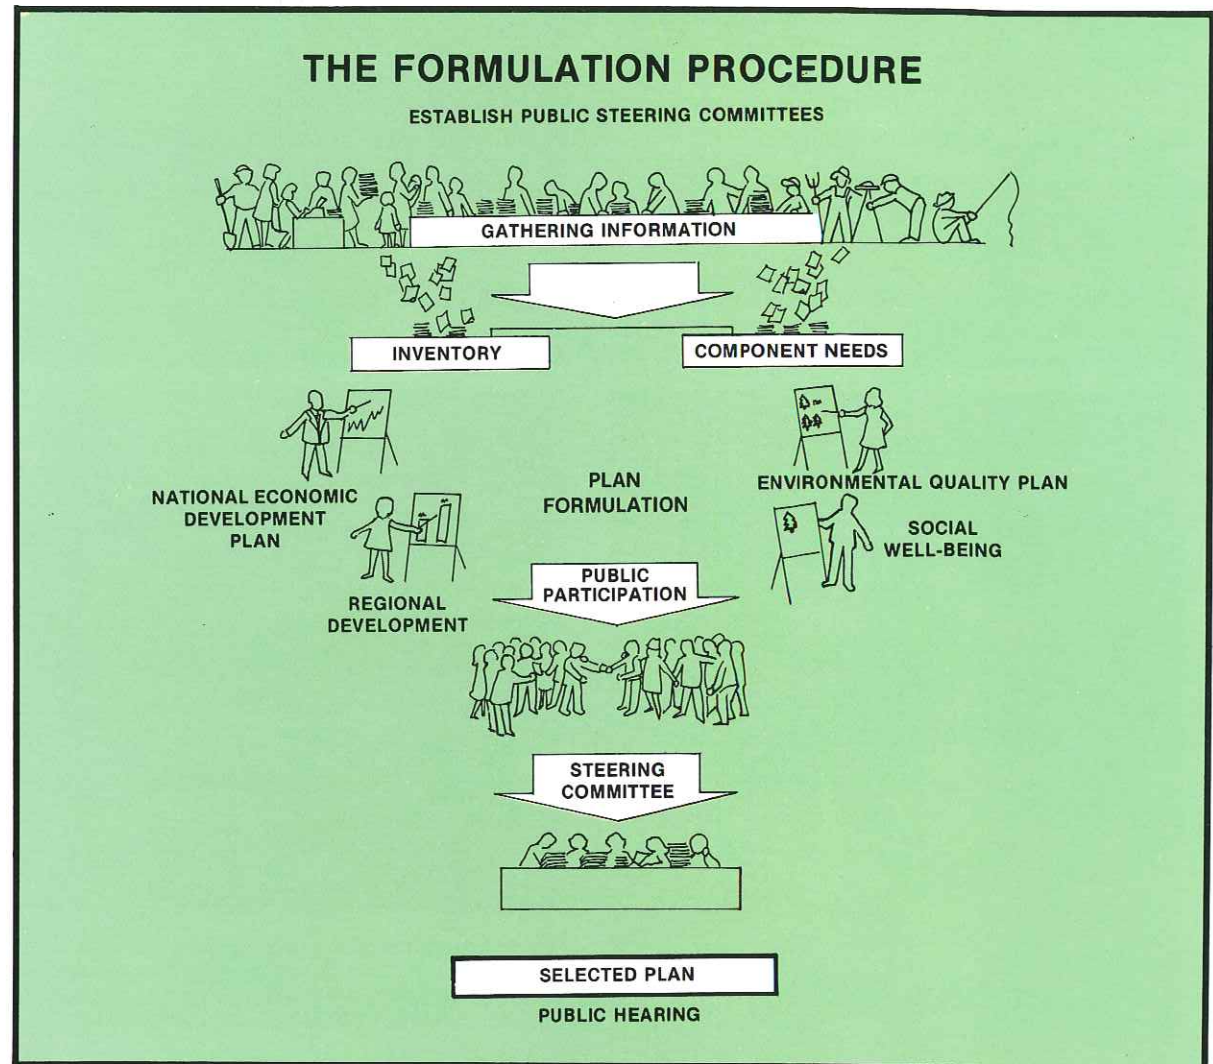 THE FORMULATION PROCEDURE
ESTABLISH PUBLIC STEERING COMMITTEES
GATHERING INFORMATION
INVENTORY
COMPONENT NEEDS
NATIONAL ECONOMIC
DEVELOPMENT
PLAN
PLAN
FORMULATION
ENVIRONMENTAL QUALITY PLAN
SOCIAL
WELL-BEING
REGIONAL
DEVELOPMENT
PUBLIC
PARTICIPATION
STEERING
COMMITTEE
SELECTED PLAN
PUBLIC HEARING